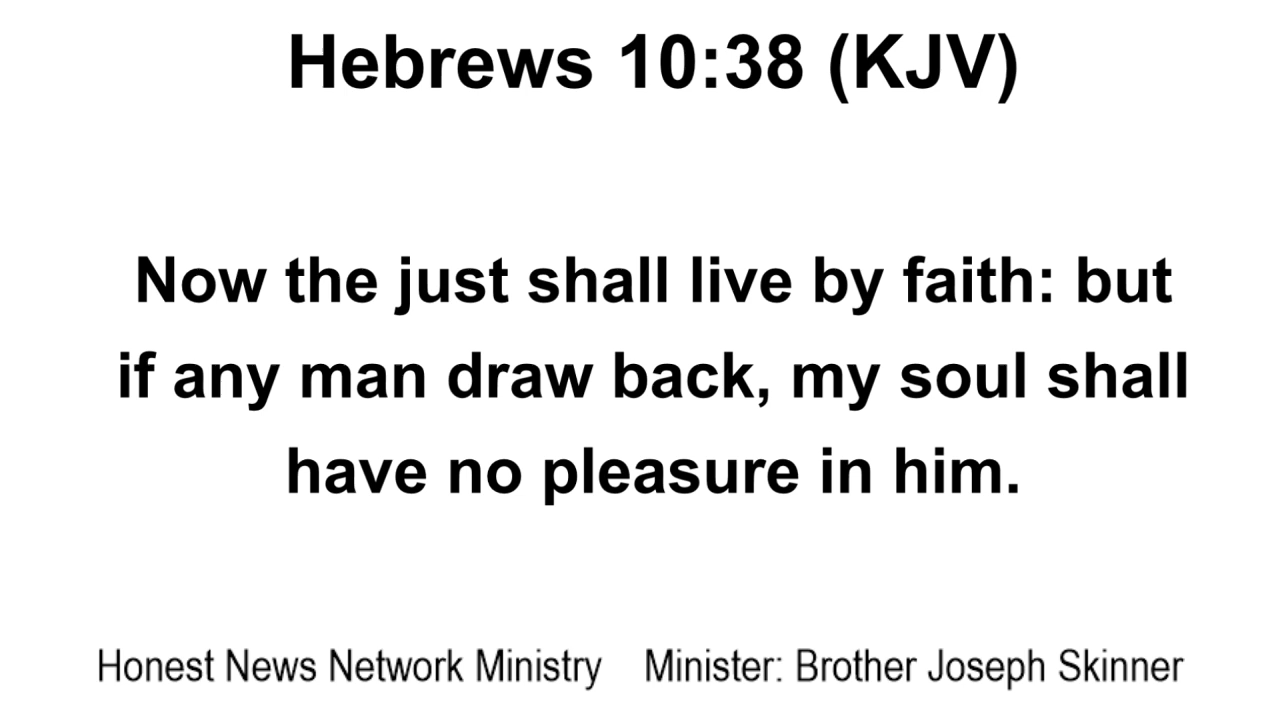 Hebrews 10:38 (KJV)
Now the just shall live by faith: but
if any man draw back, my soul shall
have no pleasure in him.
Honest News Network Ministry    Minister: Brother Joseph Skinner